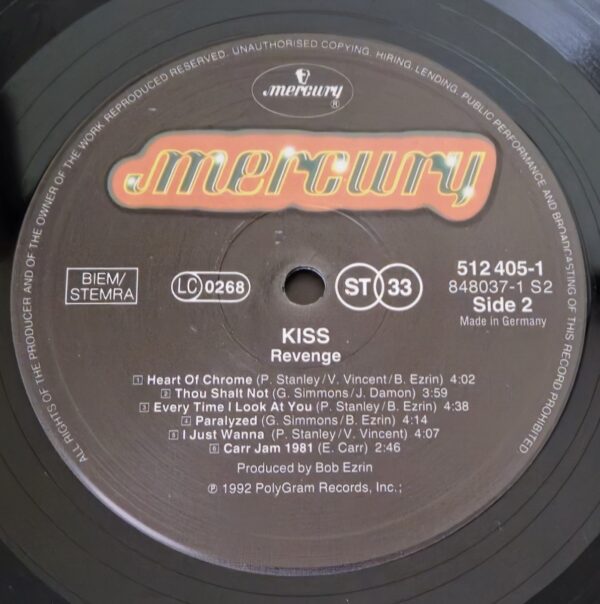 ALL RIGHTS OF THE PRODUCER AND OF THE OWNER OF THE WORK REPRODUCED RESERVED. UNAUTHORISED COPYING, HIRING, LENDING, PUBLIC PERFORMANCE AND BROADCASTING OF THIS RECORD PROHIBITED
mercury ®
mercury
BIEM/
STEMRA
LC 0268
ST 33
512 405-1
848037-1 S2
Side 2
Made in Germany
KISS
Revenge
1 Heart Of Chrome (P. Stanley/V. Vincent/B. Ezrin) 4:02
2 Thou Shalt Not (G. Simmons/J. Damon) 3:59
3 Every Time I Look At You (P. Stanley/B. Ezrin) 4:38
4 Paralyzed (G. Simmons/B. Ezrin) 4:14
5 I Just Wanna (P. Stanley/V. Vincent) 4:07
6 Carr Jam 1981 (E. Carr) 2:46
Produced by Bob Ezrin
℗ 1992 PolyGram Records, Inc.;